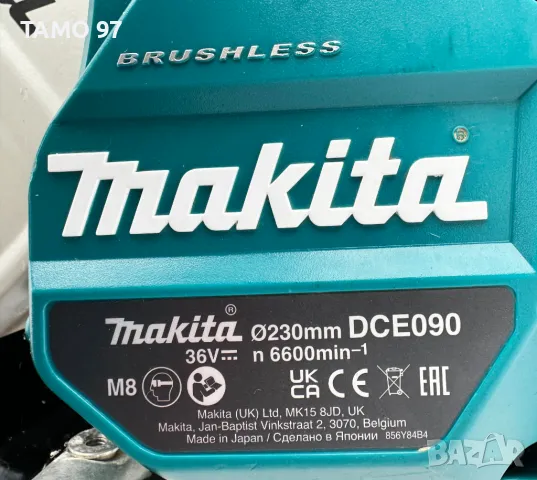 TAMO 97
BRUSHLESS
makita
makita® Ø230mm DCE090
36V⎓ n 6600min-1
M8 UK CA CE EAC
Makita (UK) Ltd, MK15 8JD, UK
Makita, Jan-Baptist Vinkstraat 2, 3070, Belgium
Made in Japan / Сделано в Японии 856Y84B4
bazar